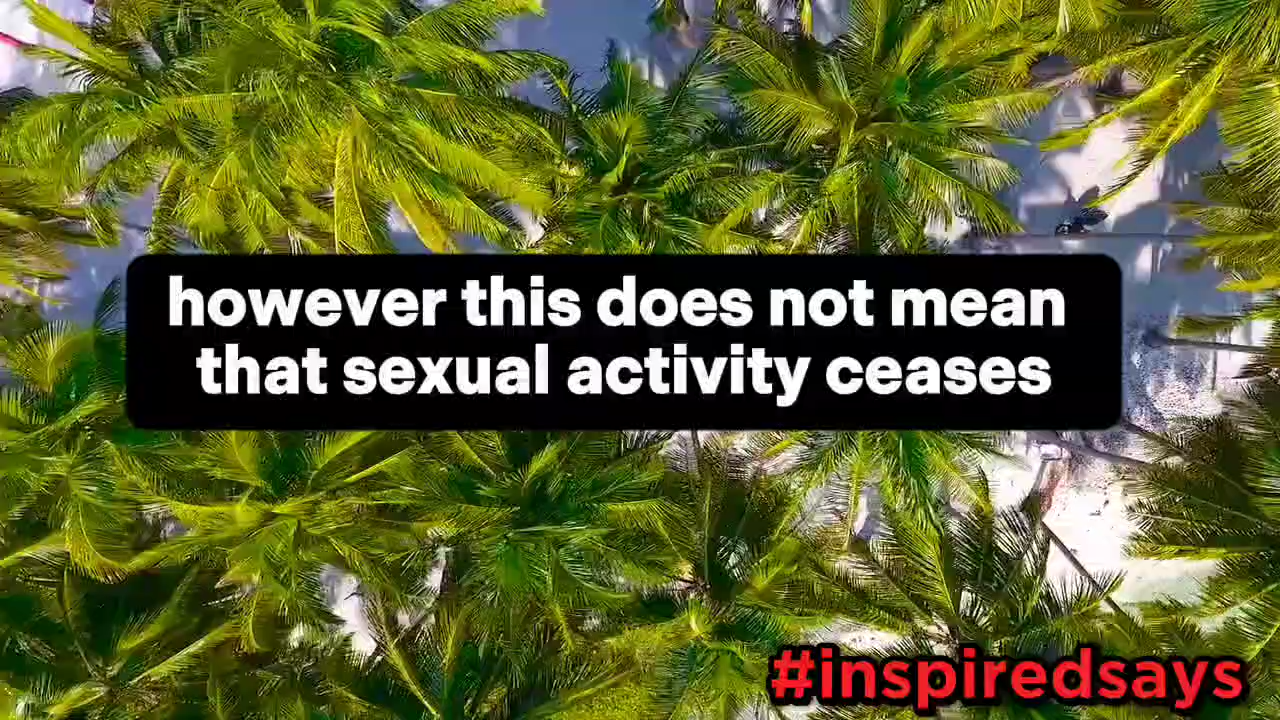 however this does not mean
that sexual activity ceases
#inspiredsays